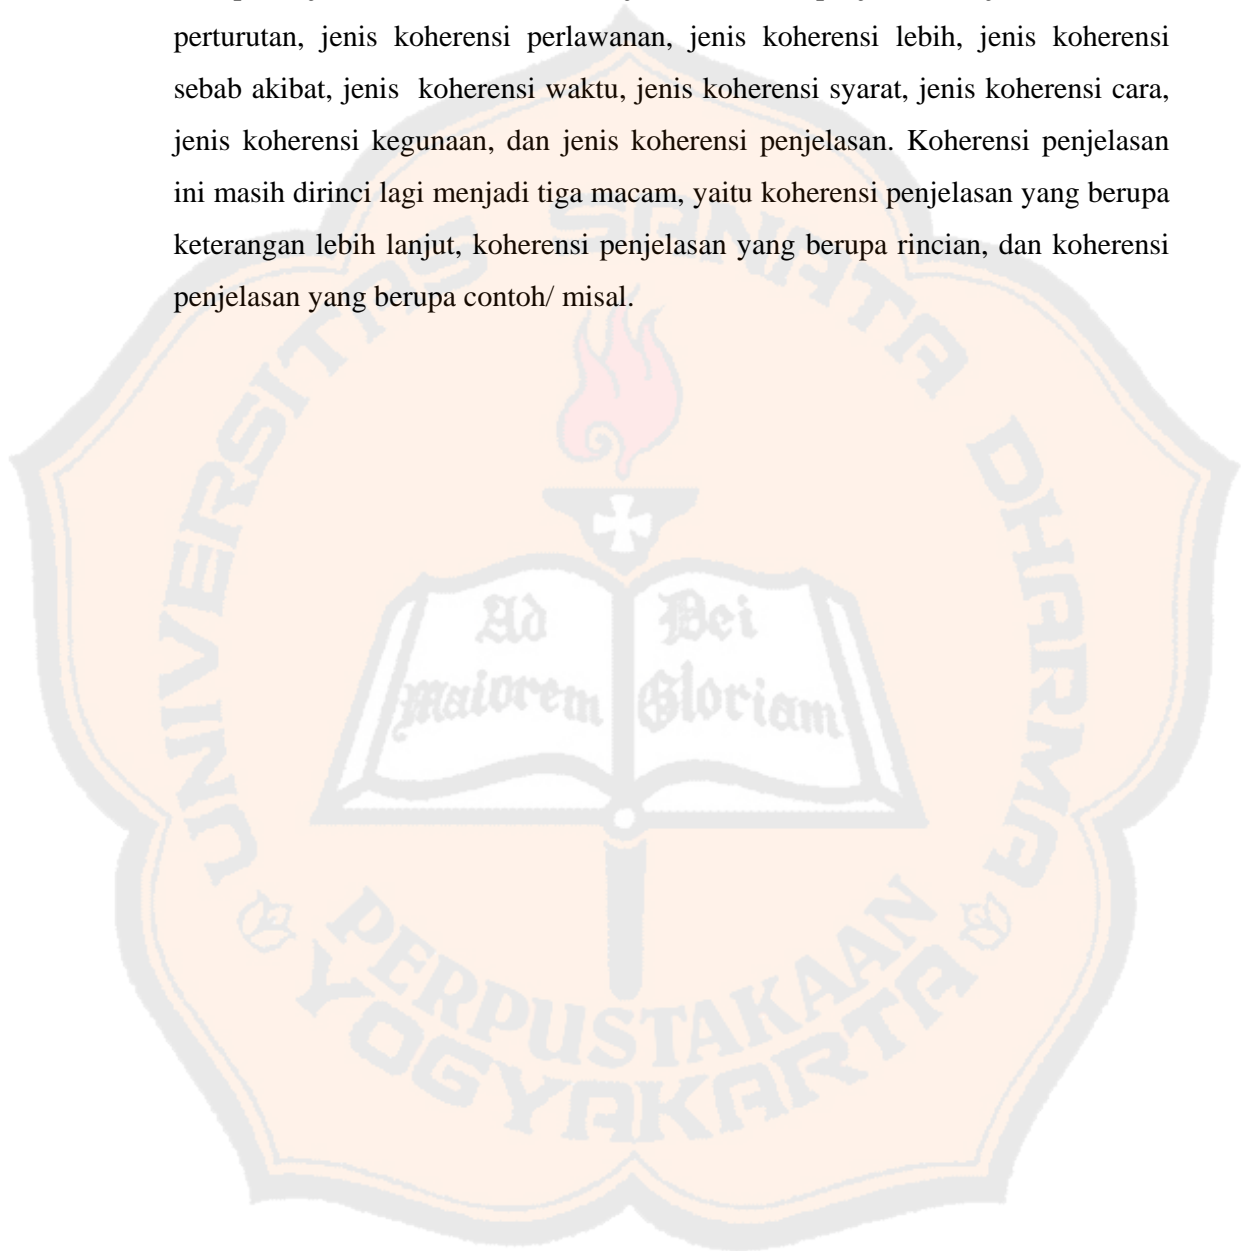 perturutan, jenis koherensi perlawanan, jenis koherensi lebih, jenis koherensi
sebab akibat, jenis koherensi waktu, jenis koherensi syarat, jenis koherensi cara,
jenis koherensi kegunaan, dan jenis koherensi penjelasan. Koherensi penjelasan
ini masih dirinci lagi menjadi tiga macam, yaitu koherensi penjelasan yang berupa
keterangan lebih lanjut, koherensi penjelasan yang berupa rincian, dan koherensi
penjelasan yang berupa contoh/ misal.
UNIVERSITAS SANATA DHARMA
Ad Dei
Maiorem Gloriam
PERPUSTAKAAN
YOGYAKARTA